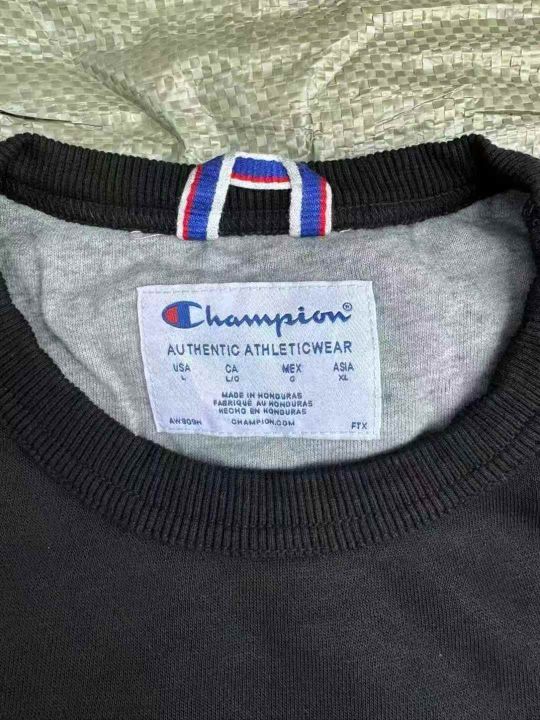 Champion®
AUTHENTIC ATHLETICWEAR
USA CA MEX ASIA
L L/G G XL
MADE IN HONDURAS
FABRIQUÉ AU HONDURAS
HECHO EN HONDURAS
AW809H CHAMPION.COM FTX